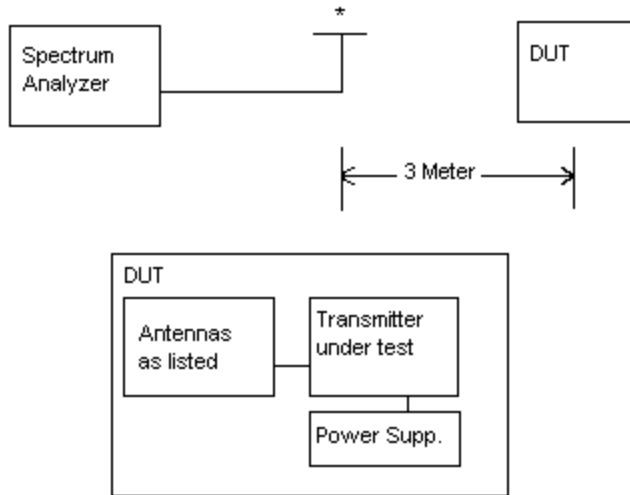 *
Spectrum
Analyzer
DUT
3 Meter
DUT
Antennas
as listed
Transmitter
under test
Power Supp.